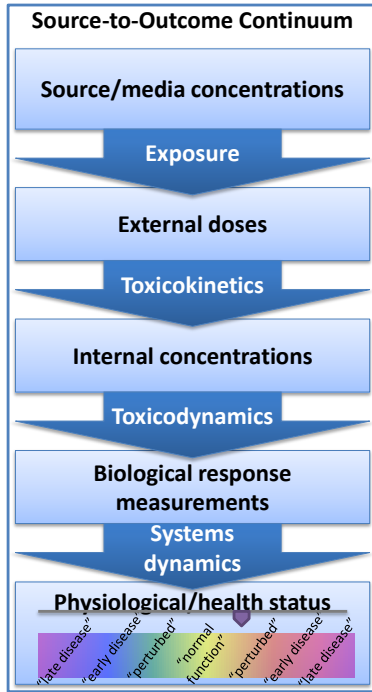 Source-to-Outcome Continuum
Source/media concentrations
Exposure
External doses
Toxicokinetics
Internal concentrations
Toxicodynamics
Biological response
measurements
Systems
dynamics
Physiological/health status
“late disease”
“early disease”
“perturbed”
“normal
function”
“perturbed”
“early disease”
“late disease”